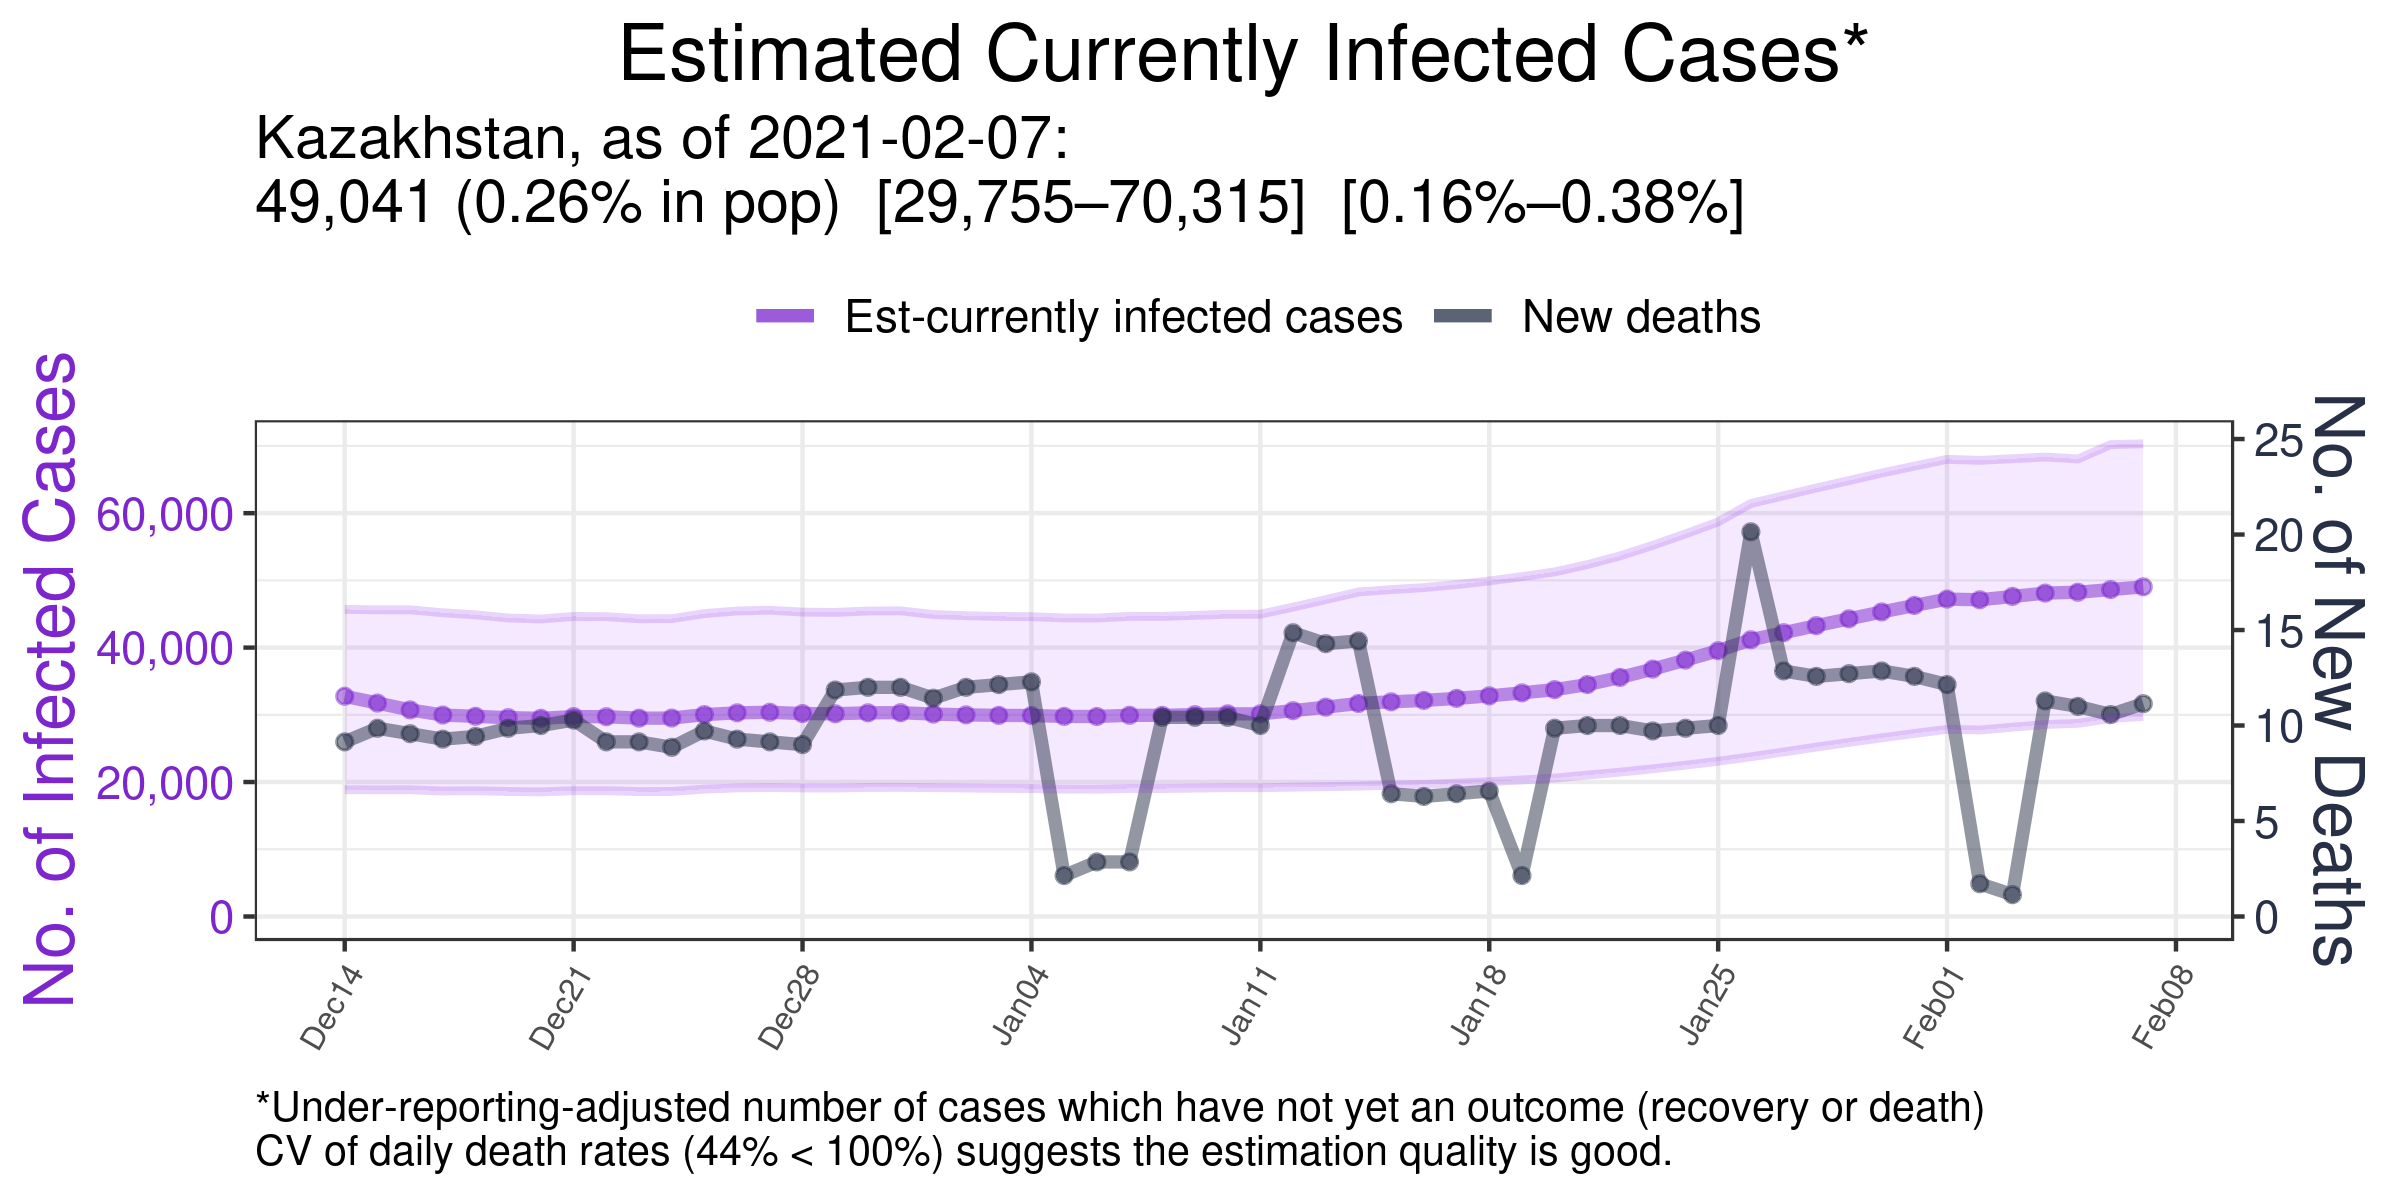 Estimated Currently Infected Cases*
Kazakhstan, as of 2021-02-07:
49,041 (0.26% in pop)  [29,755–70,315]  [0.16%–0.38%]
Est-currently infected cases
New deaths
No. of Infected Cases
60,000
40,000
20,000
0
25
20
15
10
5
0
No. of New Deaths
Dec14
Dec21
Dec28
Jan04
Jan11
Jan18
Jan25
Feb01
Feb08
*Under-reporting-adjusted number of cases which have not yet an outcome (recovery or death)
CV of daily death rates (44% < 100%) suggests the estimation quality is good.